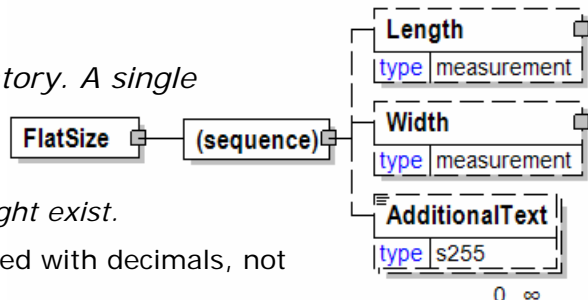 Length
type measurement
tory. A single
FlatSize
(sequence)
Width
type measurement
ght exist.
AdditionalText
ed with decimals, not
type s255
0 ∞